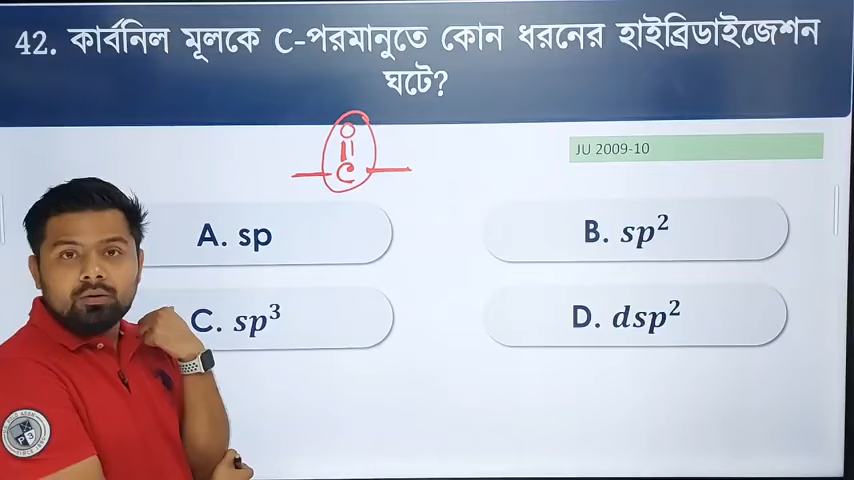 42. কার্বনিল মূলকে C-পরমানুতে কোন ধরনের হাইব্রিডাইজেশন
ঘটে?
O
||
— C —
JU 2009-10
A. sp
B. sp²
C. sp³
D. dsp²